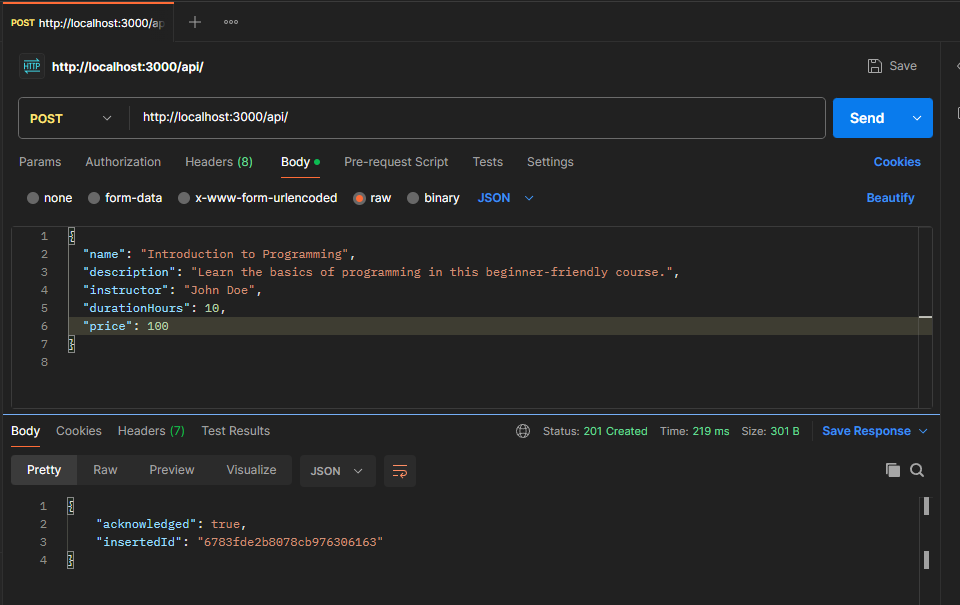 POST http://localhost:3000/ap
HTTP http://localhost:3000/api/ Save
POST http://localhost:3000/api/ Send
Params Authorization Headers (8) Body Pre-request Script Tests Settings Cookies
none form-data x-www-form-urlencoded raw binary JSON Beautify
1 {
2 "name": "Introduction to Programming",
3 "description": "Learn the basics of programming in this beginner-friendly course.",
4 "instructor": "John Doe",
5 "durationHours": 10,
6 "price": 100
7 }
8
Body Cookies Headers (7) Test Results Status: 201 Created Time: 219 ms Size: 301 B Save Response
Pretty Raw Preview Visualize JSON
1 {
2 "acknowledged": true,
3 "insertedId": "6783fde2b8078cb976306163"
4 }